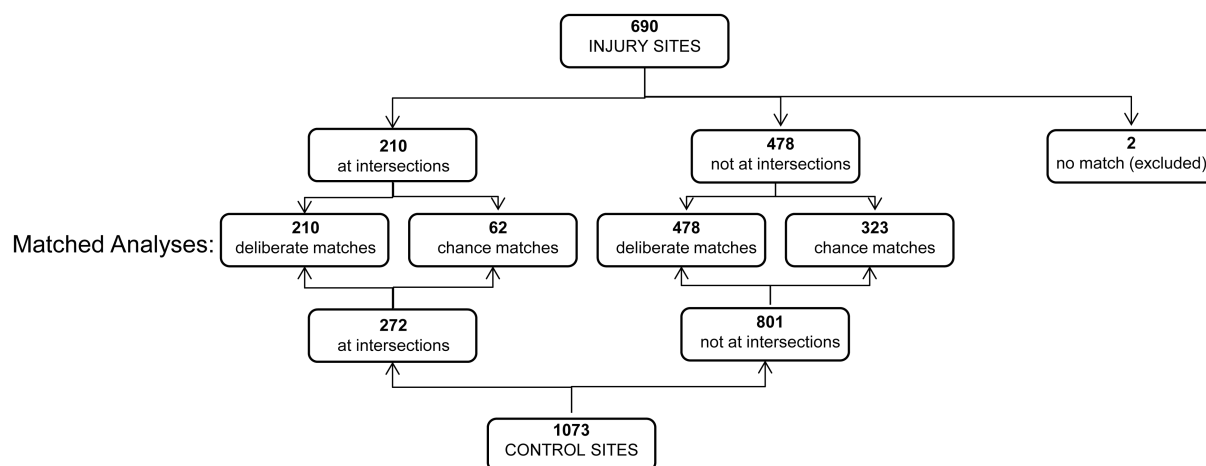 690
INJURY SITES
210
at intersections
478
not at intersections
2
no match (excluded)
Matched Analyses:
210
deliberate matches
62
chance matches
478
deliberate matches
323
chance matches
272
at intersections
801
not at intersections
1073
CONTROL SITES